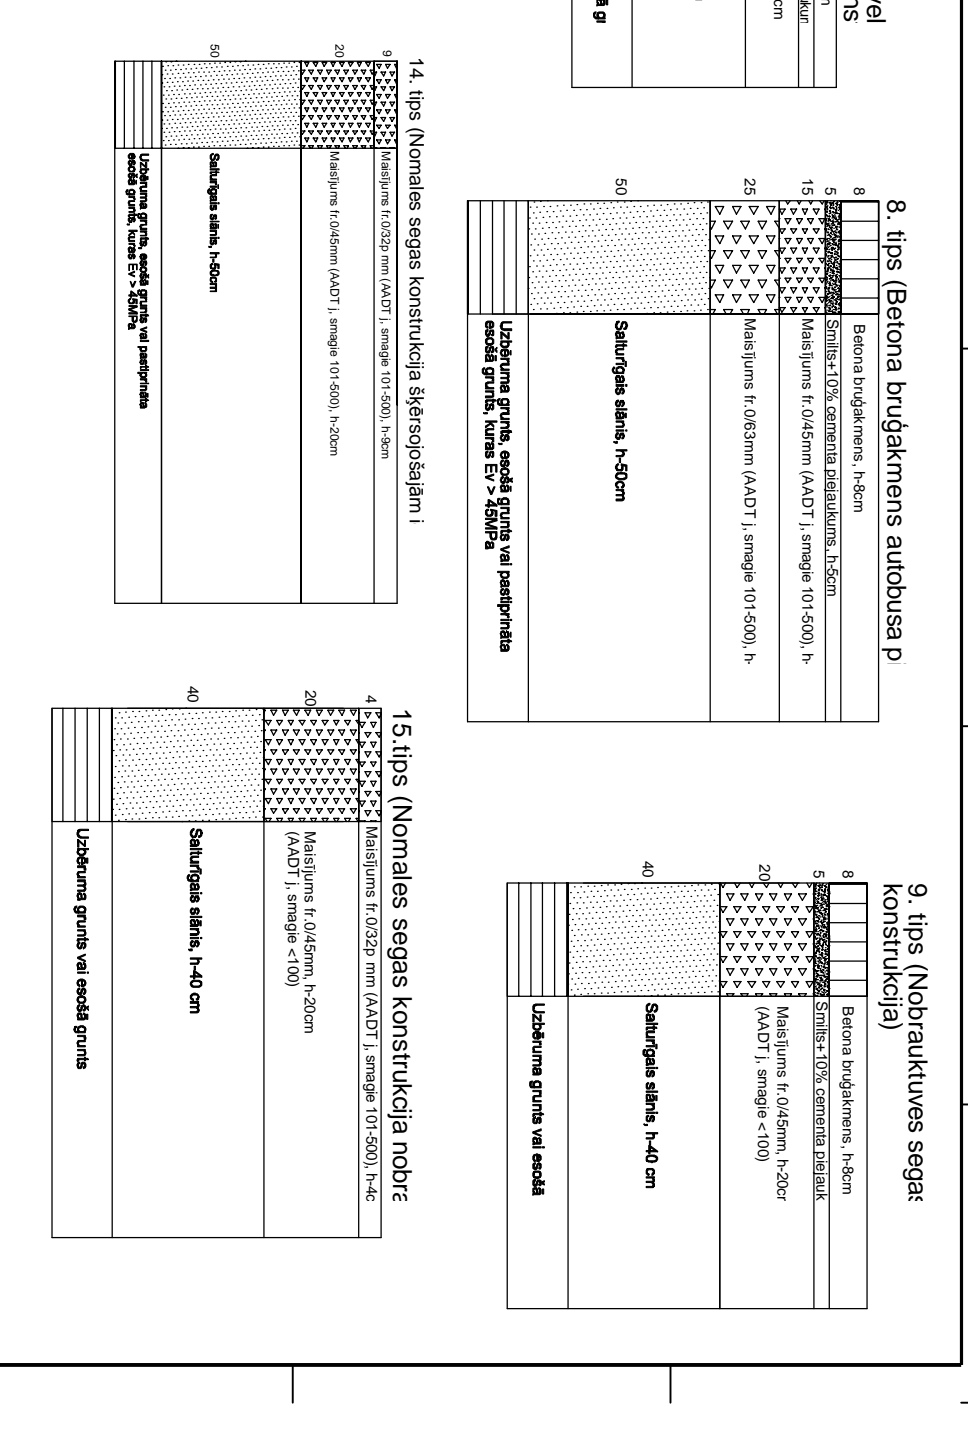 8. tips (Betona bruģakmens autobusa pi
8
5
15
25
50
Betona bruģakmens, h-8cm
Smilts+10% cementa piejaukums, h-5cm
Maisījums fr.0/45mm (AADT j, smagie 101-500), h-
Maisījums fr.0/63mm (AADT j, smagie 101-500), h-
Salturīgais slānis, h-50cm
Uzbēruma grunts, esošā grunts vai pastiprināta
esošā grunts, kuras Ev > 45MPa
9. tips (Nobrauktuves segas
konstrukcija)
8
5
20
40
Betona bruģakmens, h-8cm
Smilts+10% cementa piejauk
Maisījums fr.0/45mm, h-20cr
(AADT j, smagie <100)
Salturīgais slānis, h-40 cm
Uzbēruma grunts vai esošā
14. tips (Nomales segas konstrukcija šķērsojošajām i
9
20
50
Maisījums fr.0/32p mm (AADT j, smagie 101-500), h-9cm
Maisījums fr.0/45mm (AADT j, smagie 101-500), h-20cm
Salturīgais slānis, h-50cm
Uzbēruma grunts, esošā grunts vai pastiprināta
esošā grunts, kuras Ev > 45MPa
15.tips (Nomales segas konstrukcija nobra
4
20
40
Maisījums fr.0/32p mm (AADT j, smagie 101-500), h-4c
Maisījums fr.0/45mm, h-20cm
(AADT j, smagie <100)
Salturīgais slānis, h-40 cm
Uzbēruma grunts vai esošā grunts